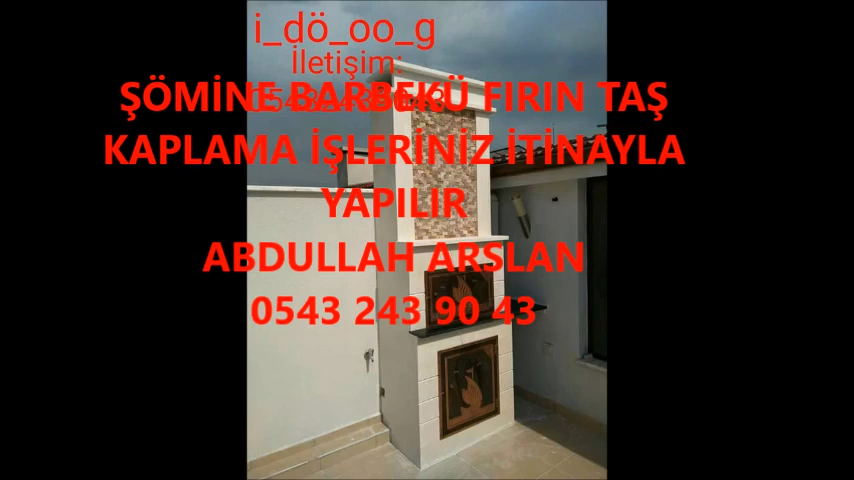 i_dö_oo_g
İletişim:
ŞÖMİNE BARBEKÜ FIRIN TAŞ
KAPLAMA İŞLERİNİZ İTİNAYLA
YAPILIR
ABDULLAH ARSLAN
0543 243 90 43